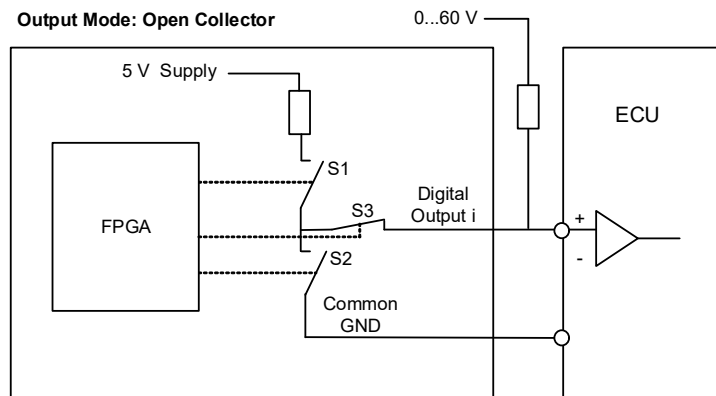 Output Mode: Open Collector
0...60 V
5 V Supply
ECU
S1
Digital
Output i
S3
FPGA
+
-
S2
Common
GND